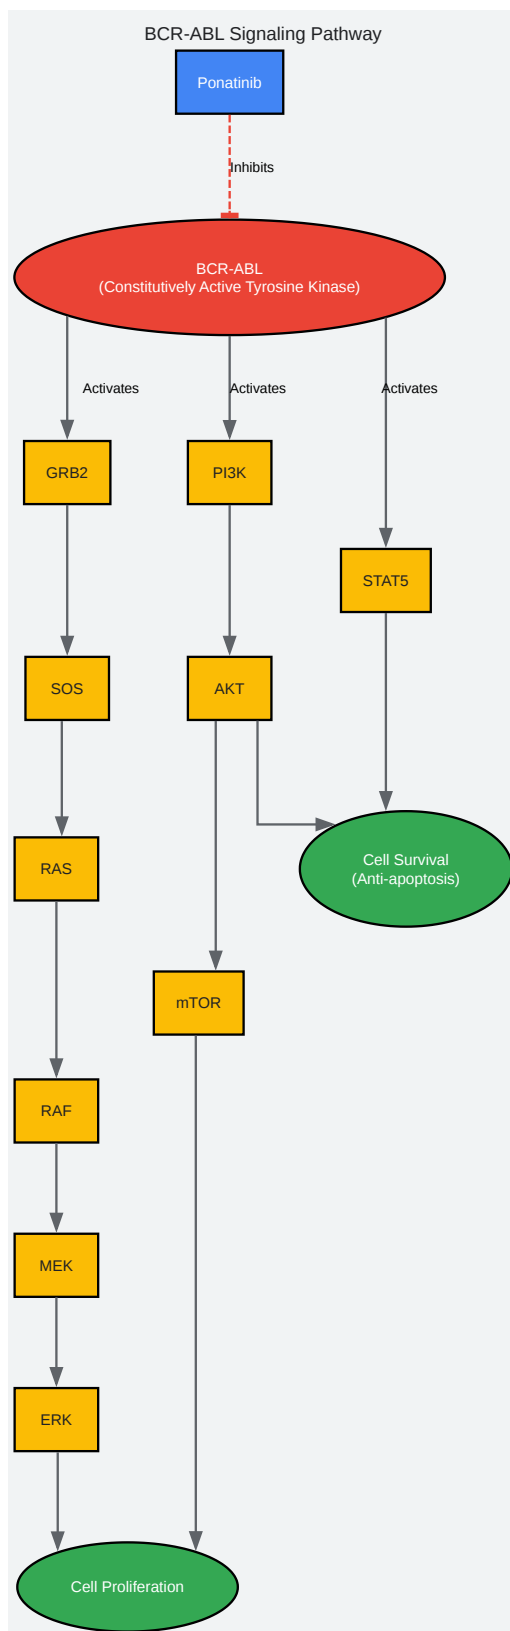 BCR-ABL Signaling Pathway
Ponatinib
Inhibits
BCR-ABL
(Constitutively Active Tyrosine Kinase)
Activates
Activates
Activates
GRB2
PI3K
STAT5
SOS
AKT
RAS
Cell Survival
(Anti-apoptosis)
mTOR
RAF
MEK
ERK
Cell Proliferation